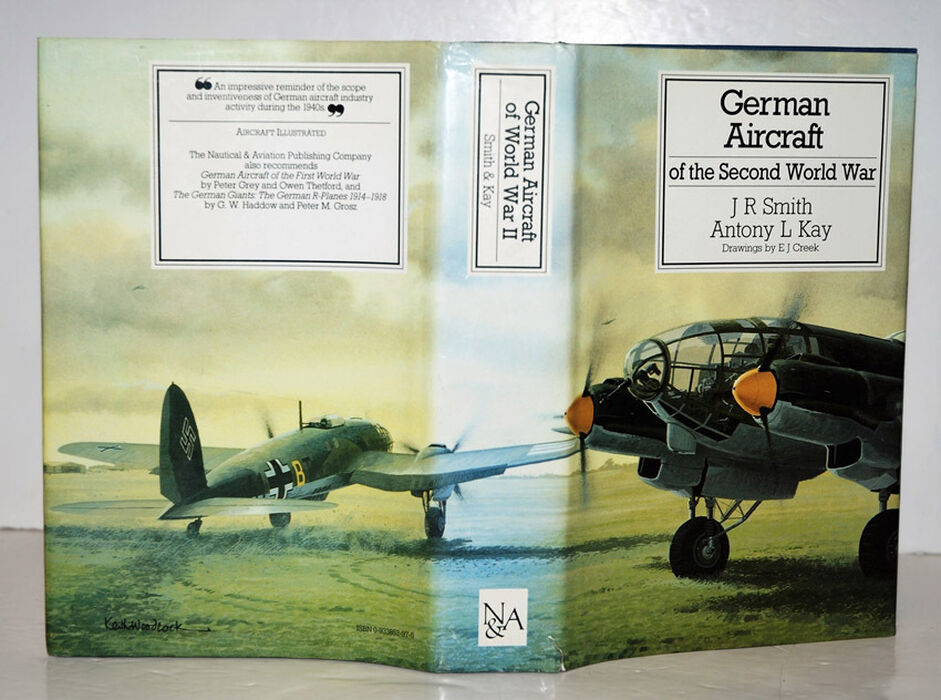 ❝ An impressive reminder of the scope
and inventiveness of German aircraft industry
activity during the 1940s. ❞
AIRCRAFT ILLUSTRATED
The Nautical & Aviation Publishing Company
also recommends
German Aircraft of the First World War
by Peter Grey and Owen Thetford, and
The German Giants: The German R-Planes 1914–1918
by G. W. Haddow and Peter M. Grosz.
B
Keith Woodcock
German Aircraft
of World War II
Smith & Kay
N&A
German
Aircraft
of the Second World War
J R Smith
Antony L Kay
Drawings by E J Creek